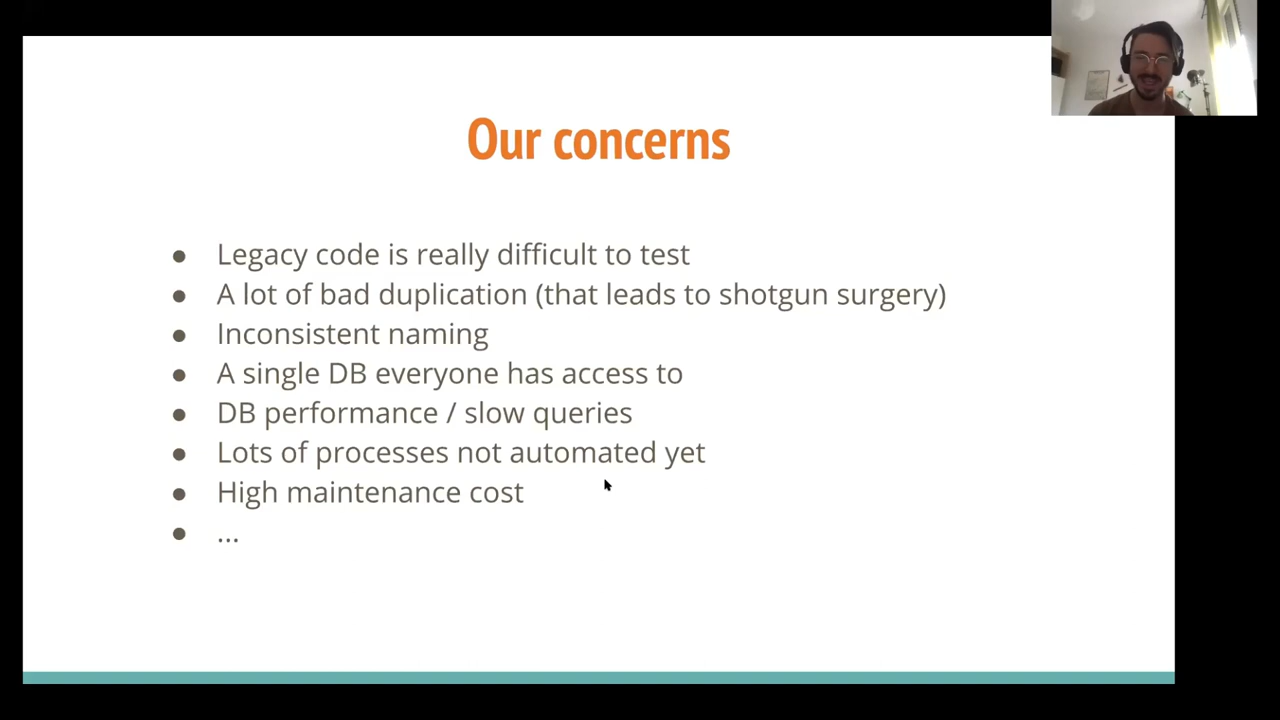 Our concerns
● Legacy code is really difficult to test
● A lot of bad duplication (that leads to shotgun surgery)
● Inconsistent naming
● A single DB everyone has access to
● DB performance / slow queries
● Lots of processes not automated yet
● High maintenance cost
● ...